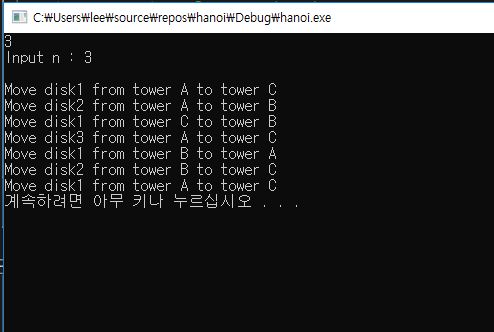 C:₩Users₩lee₩source₩repos₩hanoi₩Debug₩hanoi.exe
3
Input n : 3
Move disk1 from tower A to tower C
Move disk2 from tower A to tower B
Move disk1 from tower C to tower B
Move disk3 from tower A to tower C
Move disk1 from tower B to tower A
Move disk2 from tower B to tower C
Move disk1 from tower A to tower C
계속하려면 아무 키나 누르십시오 . . .